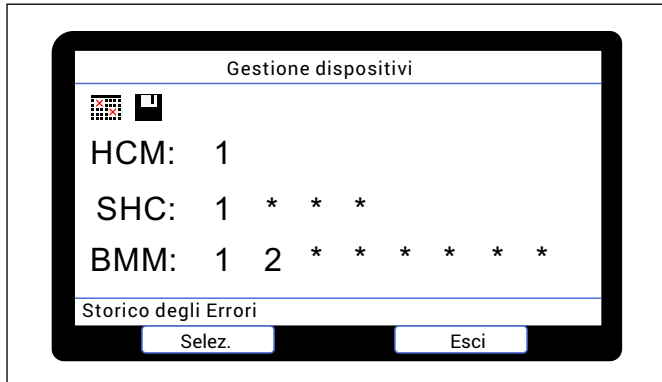 Gestione dispositivi
HCM: 1
SHC: 1 * * *
BMM: 1 2 * * * * * *
Storico degli Errori
Selez. Esci